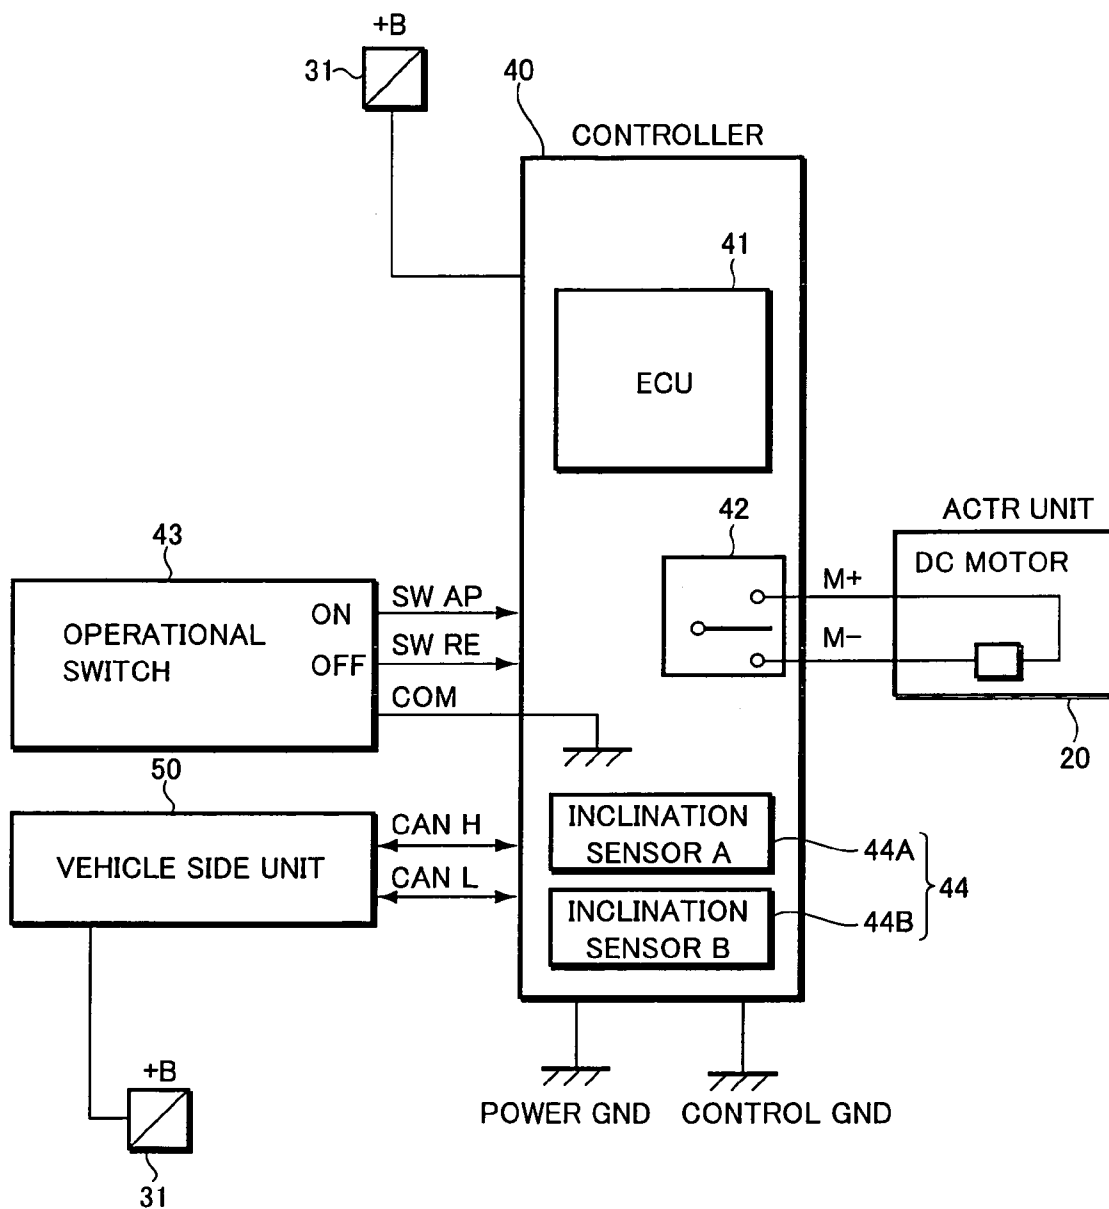 +B
31
40
CONTROLLER
41
ECU
43
42
ACTR UNIT
DC MOTOR
OPERATIONAL
SWITCH
ON
OFF
SW AP
SW RE
COM
M+
M−
20
50
VEHICLE SIDE UNIT
CAN H
CAN L
INCLINATION
SENSOR A
44A
INCLINATION
SENSOR B
44B
44
+B
31
POWER GND
CONTROL GND